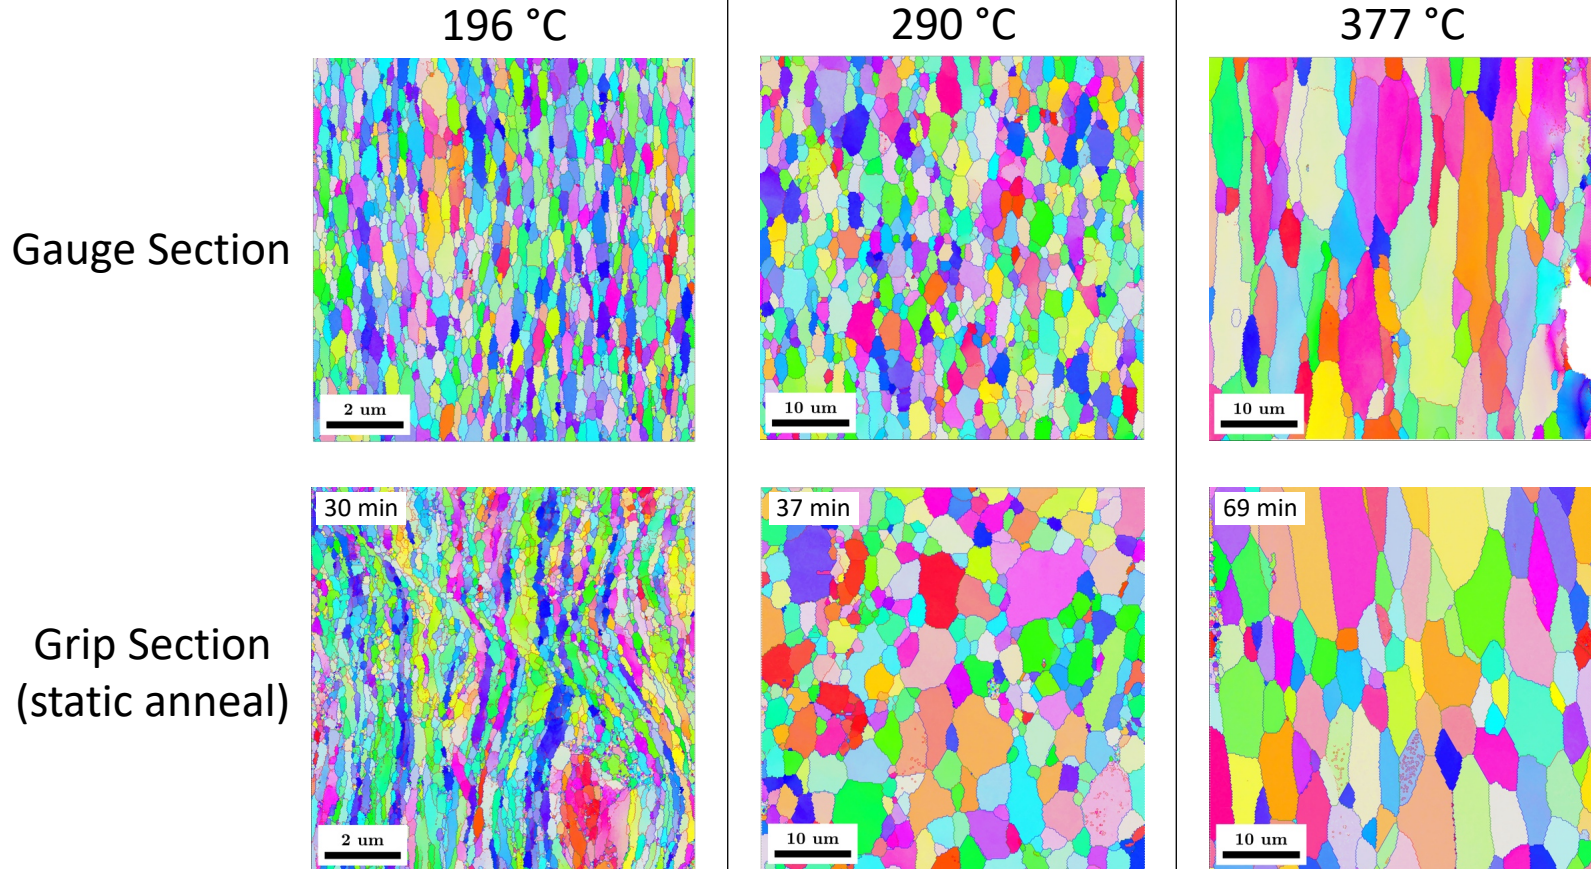 196 °C
290 °C
377 °C
Gauge Section
2 um
10 um
10 um
30 min
37 min
69 min
Grip Section
(static anneal)
2 um
10 um
10 um